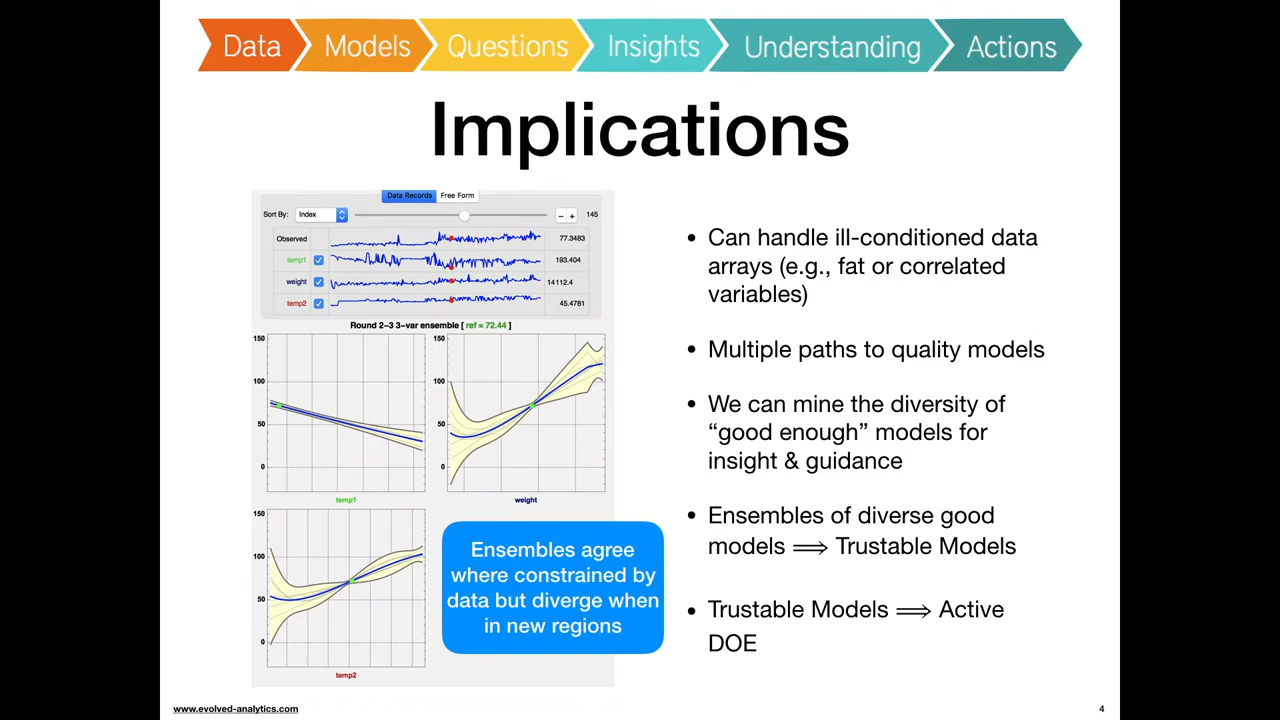 Data Models Questions Insights Understanding Actions
Implications
Data Records Free Form
Sort By: Index − + 145
Observed 77.3483
temp1 193.404
weight 14112.4
temp2 45.4781
Round 2–3 3-var ensemble [ ref = 72.44 ]
150
100
50
0
temp1
150
100
50
0
weight
150
100
50
0
temp2
Ensembles agree
where constrained by
data but diverge when
in new regions
• Can handle ill-conditioned data
arrays (e.g., fat or correlated
variables)
• Multiple paths to quality models
• We can mine the diversity of
“good enough” models for
insight & guidance
• Ensembles of diverse good
models ⟹ Trustable Models
• Trustable Models ⟹ Active
DOE
www.evolved-analytics.com
4